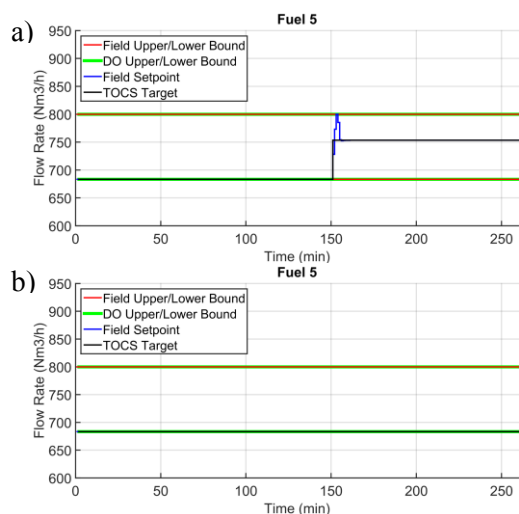 a)
Fuel 5
Flow Rate (Nm3/h)
950
900
850
800
750
700
650
600
Field Upper/Lower Bound
DO Upper/Lower Bound
Field Setpoint
TOCS Target
0 50 100 150 200 250
Time (min)
b)
Fuel 5
Flow Rate (Nm3/h)
950
900
850
800
750
700
650
600
Field Upper/Lower Bound
DO Upper/Lower Bound
Field Setpoint
TOCS Target
0 50 100 150 200 250
Time (min)